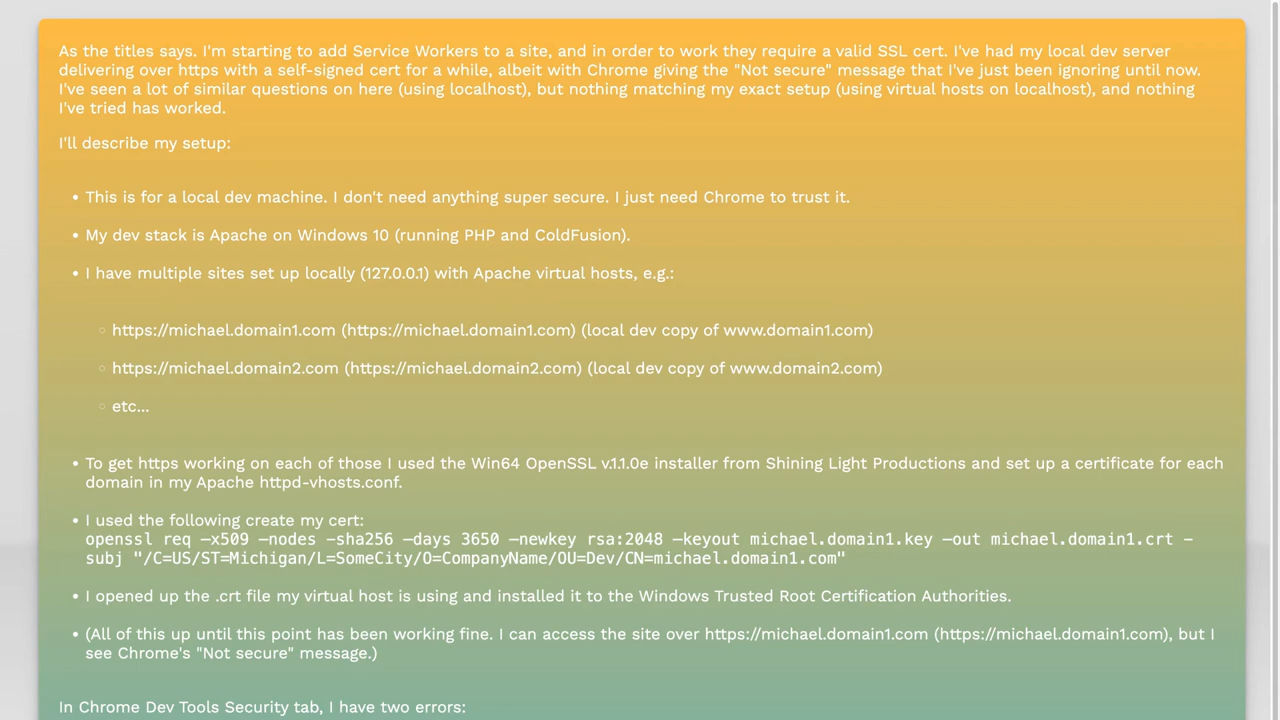 As the titles says. I'm starting to add Service Workers to a site, and in order to work they require a valid SSL cert. I've had my local dev server
delivering over https with a self-signed cert for a while, albeit with Chrome giving the "Not secure" message that I've just been ignoring until now.
I've seen a lot of similar questions on here (using localhost), but nothing matching my exact setup (using virtual hosts on localhost), and nothing
I've tried has worked.
I'll describe my setup:
• This is for a local dev machine. I don't need anything super secure. I just need Chrome to trust it.
• My dev stack is Apache on Windows 10 (running PHP and ColdFusion).
• I have multiple sites set up locally (127.0.0.1) with Apache virtual hosts, e.g.:
◦ https://michael.domain1.com (https://michael.domain1.com) (local dev copy of www.domain1.com)
◦ https://michael.domain2.com (https://michael.domain2.com) (local dev copy of www.domain2.com)
◦ etc...
• To get https working on each of those I used the Win64 OpenSSL v.1.1.0e installer from Shining Light Productions and set up a certificate for each
domain in my Apache httpd-vhosts.conf.
• I used the following create my cert:
openssl req –x509 –nodes –sha256 –days 3650 –newkey rsa:2048 –keyout michael.domain1.key –out michael.domain1.crt –
subj "/C=US/ST=Michigan/L=SomeCity/O=CompanyName/OU=Dev/CN=michael.domain1.com"
• I opened up the .crt file my virtual host is using and installed it to the Windows Trusted Root Certification Authorities.
• (All of this up until this point has been working fine. I can access the site over https://michael.domain1.com (https://michael.domain1.com), but I
see Chrome's "Not secure" message.)
In Chrome Dev Tools Security tab, I have two errors: